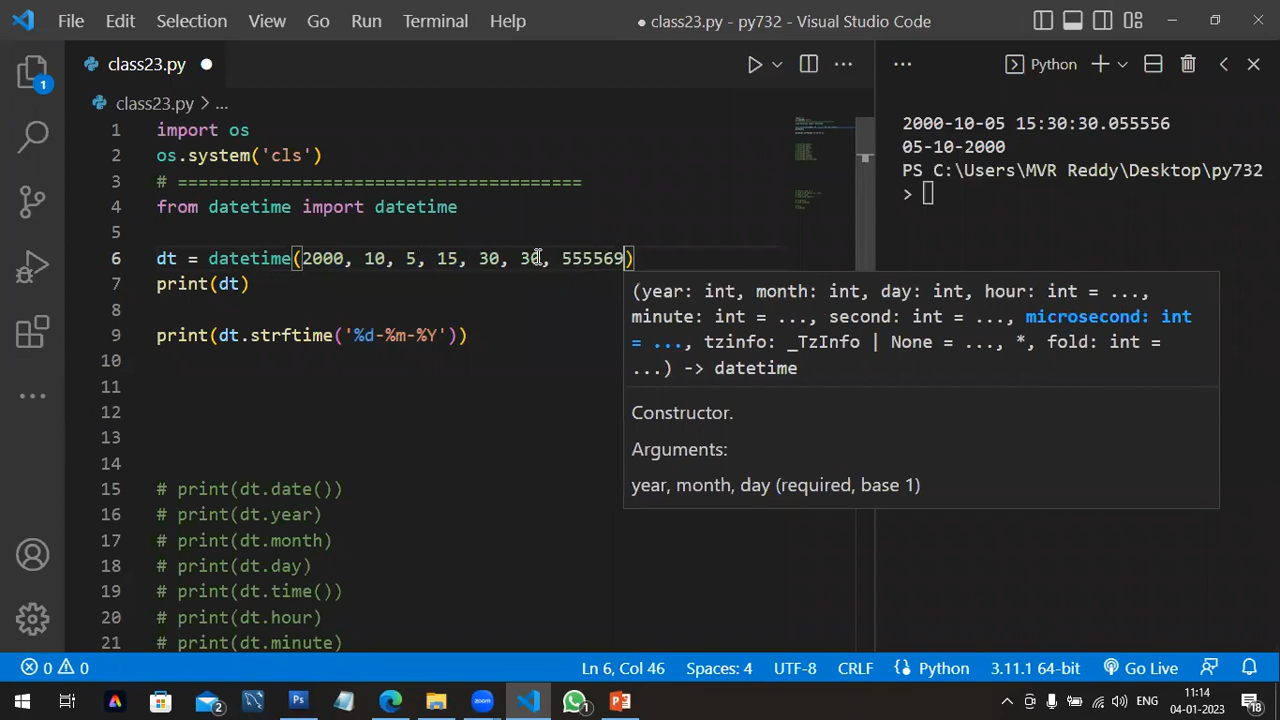 File Edit Selection View Go Run Terminal Help ● class23.py - py732 - Visual Studio Code
class23.py ●
Python
1
class23.py > ...
1 import os
2 os.system('cls')
3 # =======================================
4 from datetime import datetime
5
6 dt = datetime(2000, 10, 5, 15, 30, 30, 555569)
7 print(dt)
8
9 print(dt.strftime('%d-%m-%Y'))
10
11
12
13
14
15 # print(dt.date())
16 # print(dt.year)
17 # print(dt.month)
18 # print(dt.day)
19 # print(dt.time())
20 # print(dt.hour)
21 # print(dt.minute)
(year: int, month: int, day: int, hour: int = ...,
minute: int = ..., second: int = ..., microsecond: int
= ..., tzinfo: _TzInfo | None = ..., *, fold: int =
...) -> datetime
Constructor.
Arguments:
year, month, day (required, base 1)
2000-10-05 15:30:30.055556
05-10-2000
PS C:\Users\MVR Reddy\Desktop\py732
>
0 0 Ln 6, Col 46 Spaces: 4 UTF-8 CRLF Python 3.11.1 64-bit Go Live
2 Ps zoom 1 ENG 11:14
04-01-2023 18